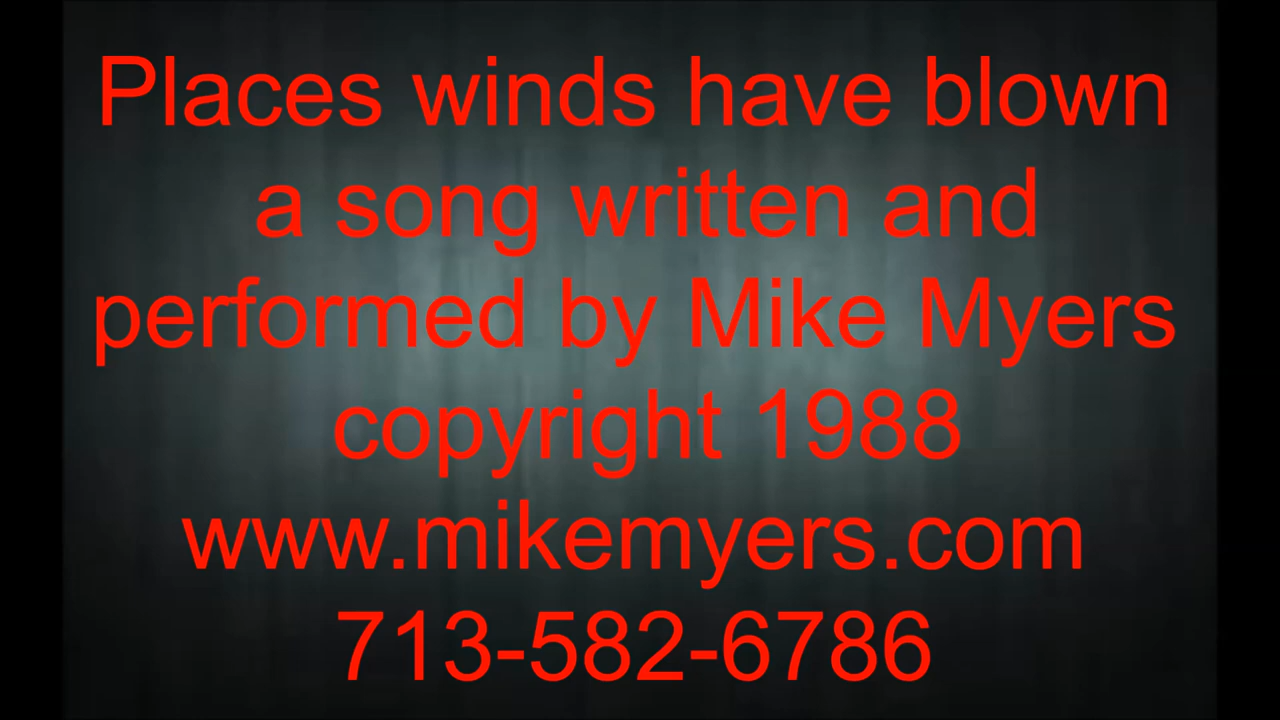 Places winds have blown
a song written and
performed by Mike Myers
copyright 1988
www.mikemyers.com
713-582-6786